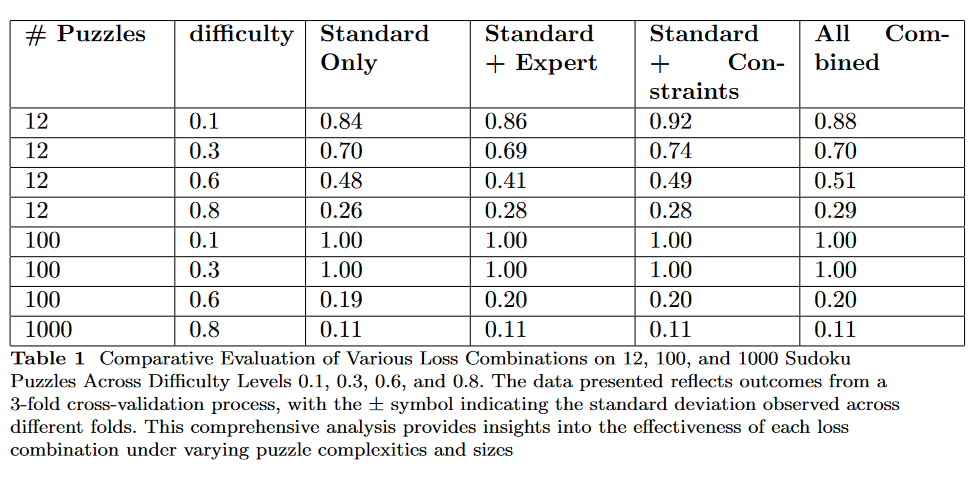 # Puzzles difficulty Standard Only Standard + Expert Standard + Con-straints All Com-bined
12 0.1 0.84 0.86 0.92 0.88
12 0.3 0.70 0.69 0.74 0.70
12 0.6 0.48 0.41 0.49 0.51
12 0.8 0.26 0.28 0.28 0.29
100 0.1 1.00 1.00 1.00 1.00
100 0.3 1.00 1.00 1.00 1.00
100 0.6 0.19 0.20 0.20 0.20
1000 0.8 0.11 0.11 0.11 0.11
Table 1 Comparative Evaluation of Various Loss Combinations on 12, 100, and 1000 Sudoku
Puzzles Across Difficulty Levels 0.1, 0.3, 0.6, and 0.8. The data presented reflects outcomes from a
3-fold cross-validation process, with the ± symbol indicating the standard deviation observed across
different folds. This comprehensive analysis provides insights into the effectiveness of each loss
combination under varying puzzle complexities and sizes